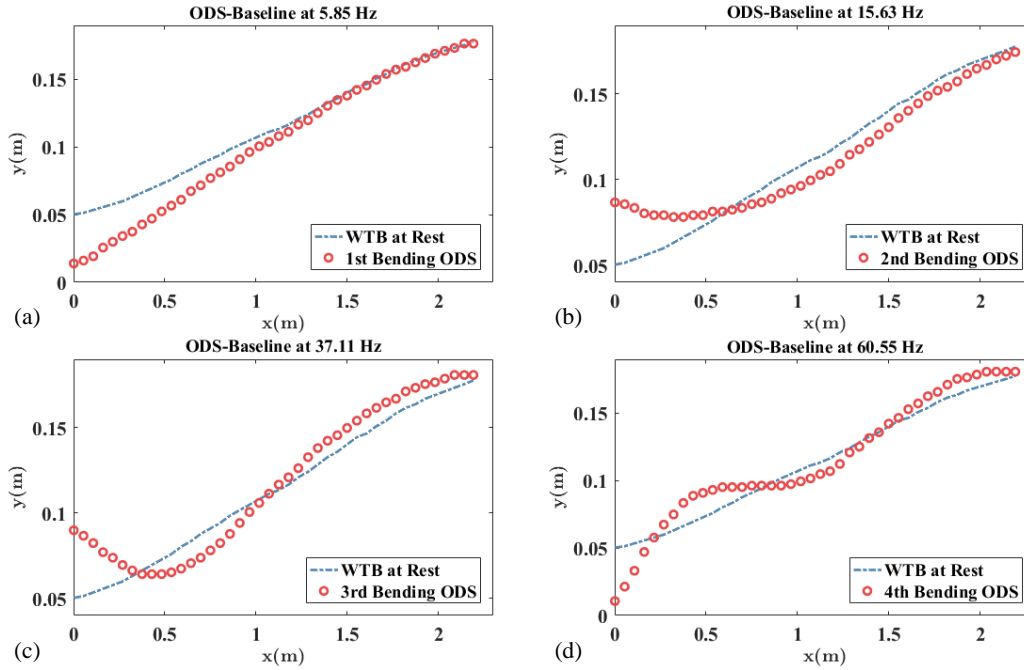 ODS-Baseline at 5.85 Hz
0.15
0.1
0.05
0
y(m)
0 0.5 1 1.5 2
x(m)
WTB at Rest
1st Bending ODS
(a)
ODS-Baseline at 15.63 Hz
0.15
0.1
0.05
y(m)
0 0.5 1 1.5 2
x(m)
WTB at Rest
2nd Bending ODS
(b)
ODS-Baseline at 37.11 Hz
0.15
0.1
0.05
y(m)
0 0.5 1 1.5 2
x(m)
WTB at Rest
3rd Bending ODS
(c)
ODS-Baseline at 60.55 Hz
0.15
0.1
0.05
0
y(m)
0 0.5 1 1.5 2
x(m)
WTB at Rest
4th Bending ODS
(d)